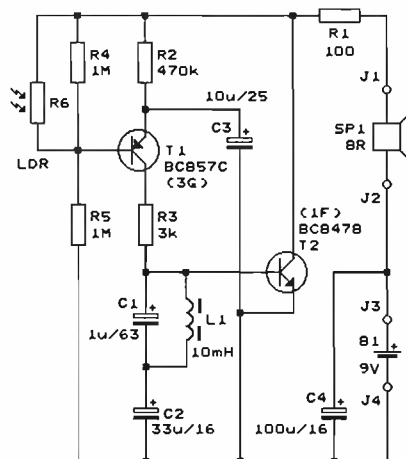 R4
1M
R2
470k
R1
100
J1
R6
LDR
10u/25
C3
T1
BC857C
(3G)
SP1
8R
J2
R5
1M
R3
3k
(1F)
BC8478
T2
C1
1u/63
L1
10mH
J3
81
9V
J4
C2
33u/16
C4
100u/16